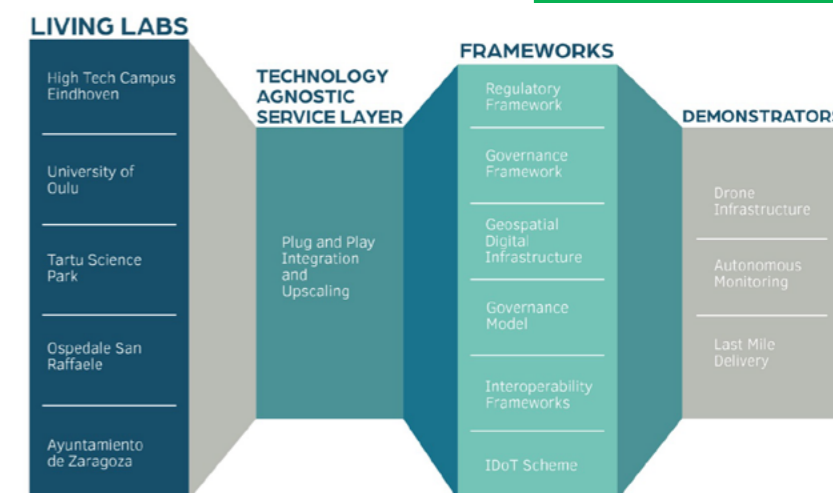 LIVING LABS
High Tech Campus
Eindhoven
University of
Oulu
Tartu Science
Park
Ospedale San
Raffaele
Ayuntamiento
de Zaragoza
TECHNOLOGY
AGNOSTIC
SERVICE LAYER
Plug and Play
Integration
and
Upscaling
FRAMEWORKS
Regulatory
Framework
Governance
Framework
Geospatial
Digital
Infrastructure
Governance
Model
Interoperability
Frameworks
IDoT Scheme
DEMONSTRATORS
Drone
Infrastructure
Autonomous
Monitoring
Last Mile
Delivery